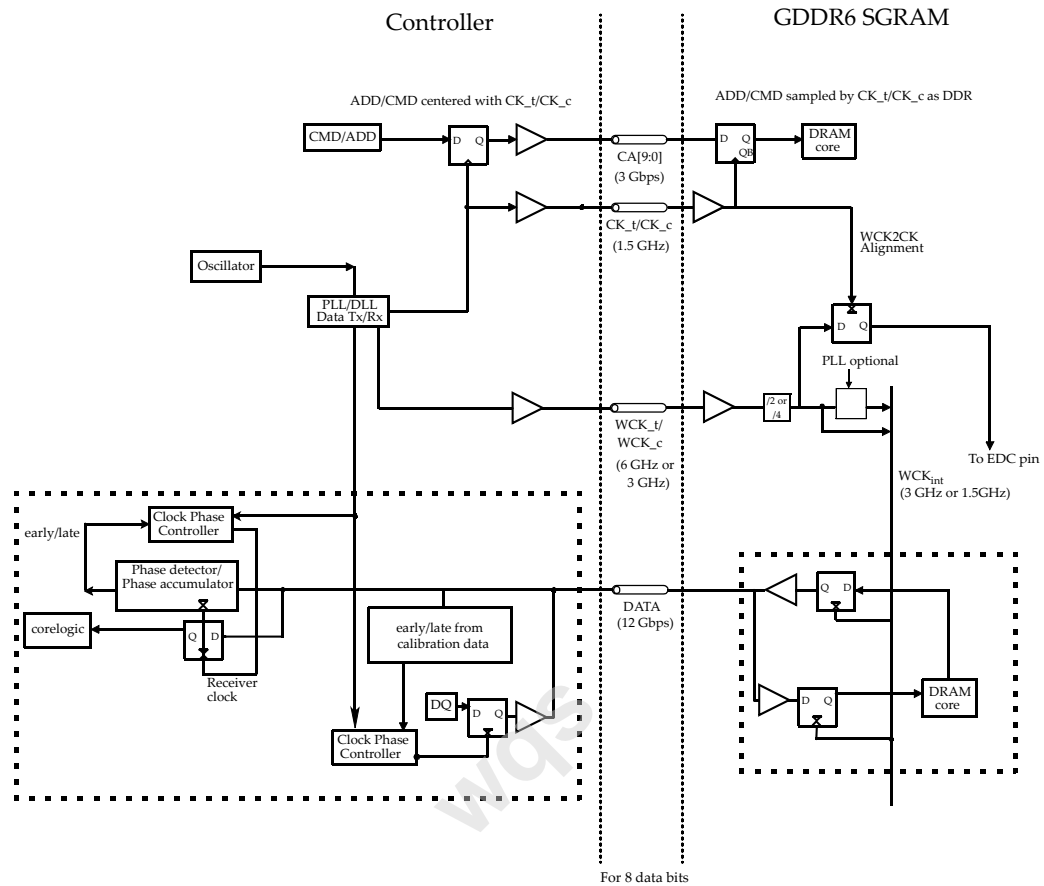 Controller
GDDR6 SGRAM
ADD/CMD centered with CK_t/CK_c
ADD/CMD sampled by CK_t/CK_c as DDR
CMD/ADD
D Q
CA[9:0]
(3 Gbps)
D Q
QB
DRAM
core
CK_t/CK_c
(1.5 GHz)
WCK2CK
Alignment
Oscillator
PLL/DLL
Data Tx/Rx
D Q
PLL optional
/2 or
/4
WCK_t/
WCK_c
(6 GHz or
3 GHz)
To EDC pin
WCKint
(3 GHz or 1.5GHz)
early/late
Clock Phase
Controller
Phase detector/
Phase accumulator
corelogic
Q D
Receiver
clock
early/late from
calibration data
DATA
(12 Gbps)
Q D
DQ
D Q
D Q
DRAM
core
Clock Phase
Controller
wqs
For 8 data bits